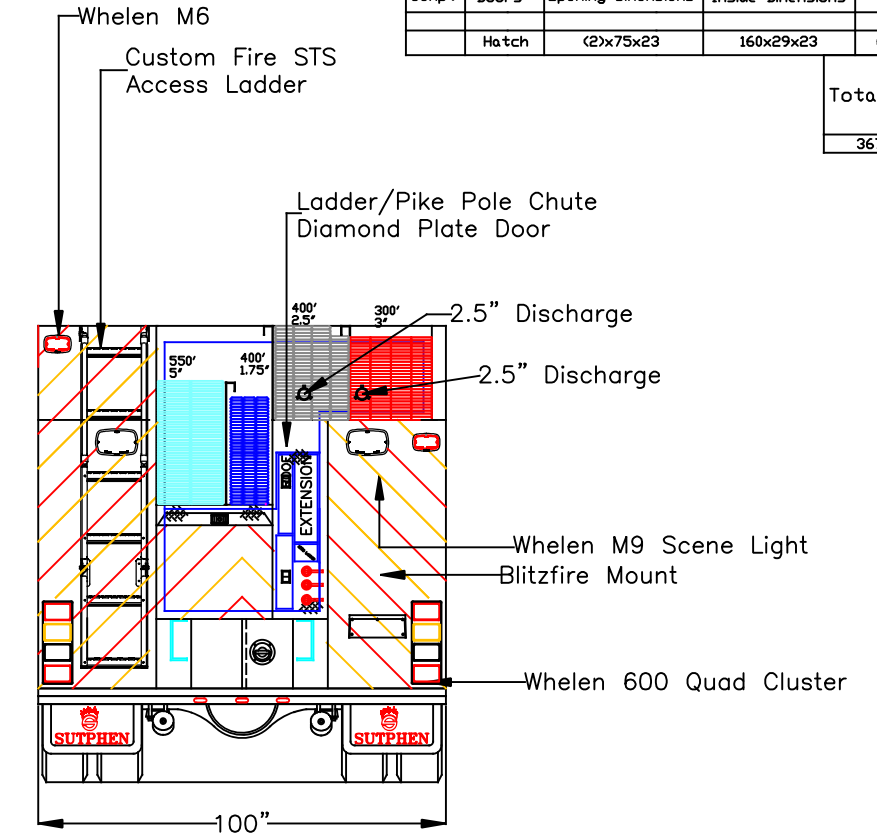 Whelen M6
Doors
Hatch
(2)x75x23
160x29x23
Custom Fire STS
Access Ladder
Ladder/Pike Pole Chute
Diamond Plate Door
400'
2.5"
300'
3"
2.5" Discharge
550'
5"
400'
1.75"
2.5" Discharge
EXTENSION
Whelen M9 Scene Light
Blitzfire Mount
Whelen 600 Quad Cluster
SUTPHEN
SUTPHEN
100"